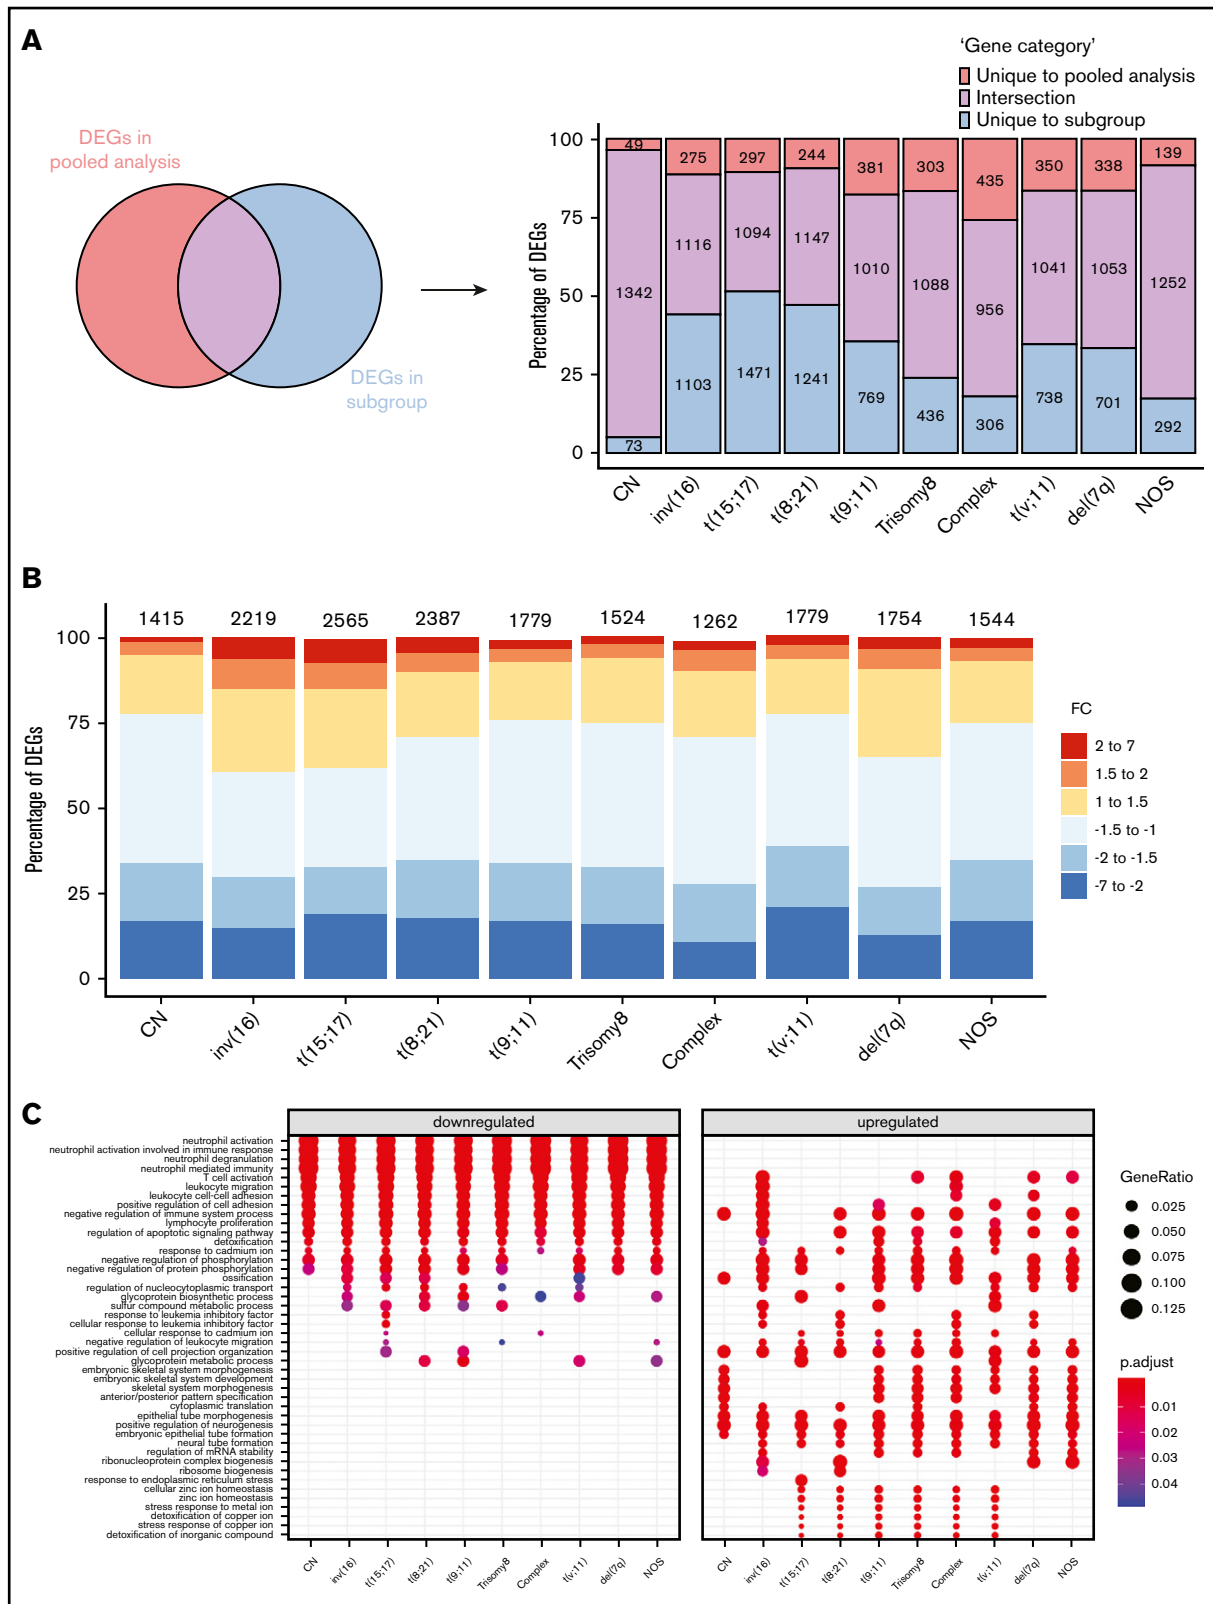 A
'Gene category'
Unique to pooled analysis
Intersection
Unique to subgroup
DEGs in
pooled analysis
DEGs in
subgroup
Percentage of DEGs
100
75
50
25
0
49
1342
73
275
1116
1103
297
1094
1471
244
1147
1241
381
1010
769
303
1088
436
435
956
306
350
1041
738
338
1053
701
139
1252
292
CN
inv(16)
t(15;17)
t(8;21)
t(9;11)
Trisomy8
Complex
t(v;11)
del(7q)
NOS
B
1415
2219
2565
2387
1779
1524
1262
1779
1754
1544
Percentage of DEGs
100
75
50
25
0
CN
inv(16)
t(15;17)
t(8;21)
t(9;11)
Trisomy8
Complex
t(v;11)
del(7q)
NOS
FC
2 to 7
1.5 to 2
1 to 1.5
-1.5 to -1
-2 to -1.5
-7 to -2
C
downregulated
upregulated
neutrophil activation
neutrophil activation involved in immune response
neutrophil degranulation
neutrophil mediated immunity
T cell activation
leukocyte migration
leukocyte cell-cell adhesion
positive regulation of cell adhesion
negative regulation of immune system process
lymphocyte proliferation
regulation of apoptotic signaling pathway
detoxification
response to cadmium ion
negative regulation of phosphorylation
negative regulation of protein phosphorylation
ossification
regulation of nucleocytoplasmic transport
glycoprotein biosynthetic process
sulfur compound metabolic process
response to leukemia inhibitory factor
cellular response to leukemia inhibitory factor
cellular response to cadmium ion
negative regulation of leukocyte migration
positive regulation of cell projection organization
glycoprotein metabolic process
embryonic skeletal system morphogenesis
embryonic skeletal system development
skeletal system morphogenesis
anterior/posterior pattern specification
cytoplasmic translation
epithelial tube morphogenesis
positive regulation of neurogenesis
embryonic epithelial tube formation
neural tube formation
regulation of mRNA stability
ribonucleoprotein complex biogenesis
ribosome biogenesis
response to endoplasmic reticulum stress
cellular zinc ion homeostasis
zinc ion homeostasis
stress response to metal ion
detoxification of copper ion
stress response of copper ion
detoxification of inorganic compound
CN
inv(16)
t(15;17)
t(8;21)
t(9;11)
Trisomy8
Complex
t(v;11)
del(7q)
NOS
CN
inv(16)
t(15;17)
t(8;21)
t(9;11)
Trisomy8
Complex
t(v;11)
del(7q)
NOS
GeneRatio
0.025
0.050
0.075
0.100
0.125
p.adjust
0.01
0.02
0.03
0.04